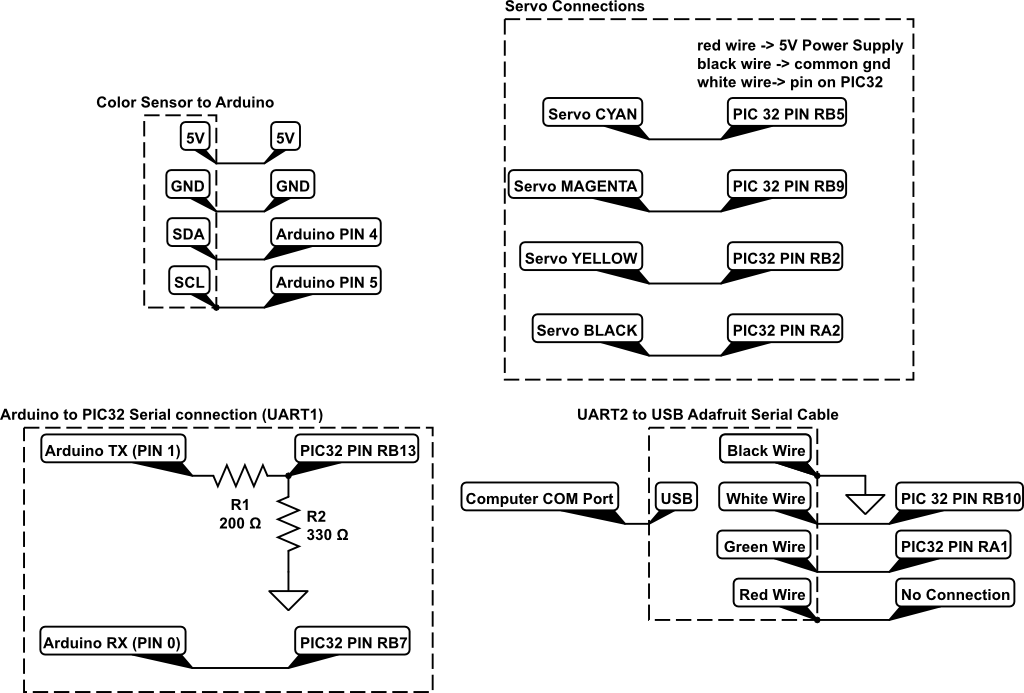 Servo Connections
red wire -> 5V Power Supply
black wire -> common gnd
white wire-> pin on PIC32
Servo CYAN PIC 32 PIN RB5
Servo MAGENTA PIC 32 PIN RB9
Servo YELLOW PIC32 PIN RB2
Servo BLACK PIC32 PIN RA2
Color Sensor to Arduino
5V 5V
GND GND
SDA Arduino PIN 4
SCL Arduino PIN 5
Arduino to PIC32 Serial connection (UART1)
Arduino TX (PIN 1) PIC32 PIN RB13
R1
200 Ω
R2
330 Ω
Arduino RX (PIN 0) PIC32 PIN RB7
UART2 to USB Adafruit Serial Cable
Black Wire
Computer COM Port USB White Wire PIC 32 PIN RB10
Green Wire PIC32 PIN RA1
Red Wire No Connection